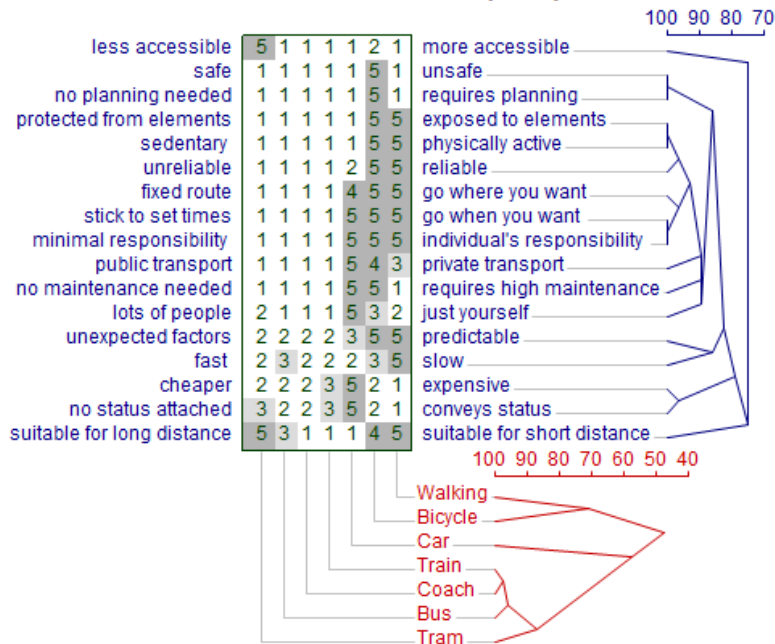 100 90 80 70
less accessible 5 1 1 1 1 2 1 more accessible
safe 1 1 1 1 1 5 1 unsafe
no planning needed 1 1 1 1 1 5 1 requires planning
protected from elements 1 1 1 1 1 5 5 exposed to elements
sedentary 1 1 1 1 1 5 5 physically active
unreliable 1 1 1 1 2 5 5 reliable
fixed route 1 1 1 1 4 5 5 go where you want
stick to set times 1 1 1 1 5 5 5 go when you want
minimal responsibility 1 1 1 1 5 5 5 individual's responsibility
public transport 1 1 1 1 5 4 3 private transport
no maintenance needed 1 1 1 1 5 5 1 requires high maintenance
lots of people 2 1 1 1 5 3 2 just yourself
unexpected factors 2 2 2 2 3 5 5 predictable
fast 2 3 2 2 2 3 5 slow
cheaper 2 2 2 3 5 2 1 expensive
no status attached 3 2 2 3 5 2 1 conveys status
suitable for long distance 5 3 1 1 1 4 5 suitable for short distance
100 90 80 70 60 50 40
Walking
Bicycle
Car
Train
Coach
Bus
Tram